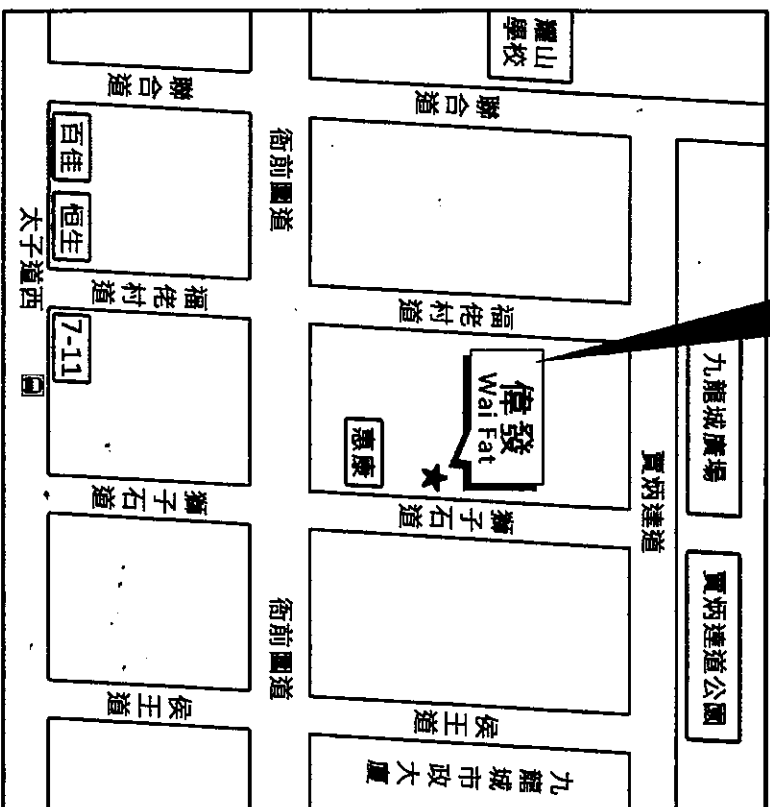 九龍城廣場
賈炳達道公園
賈炳達道
耀山
學校
偉發
Wai Fat
聯合道
福佬村道
獅子石道
侯王道
九龍城市政大廈
惠康
衙前圍道
衙前圍道
聯合道
福佬村道
獅子石道
侯王道
百佳
恒生
7-11
太子道西